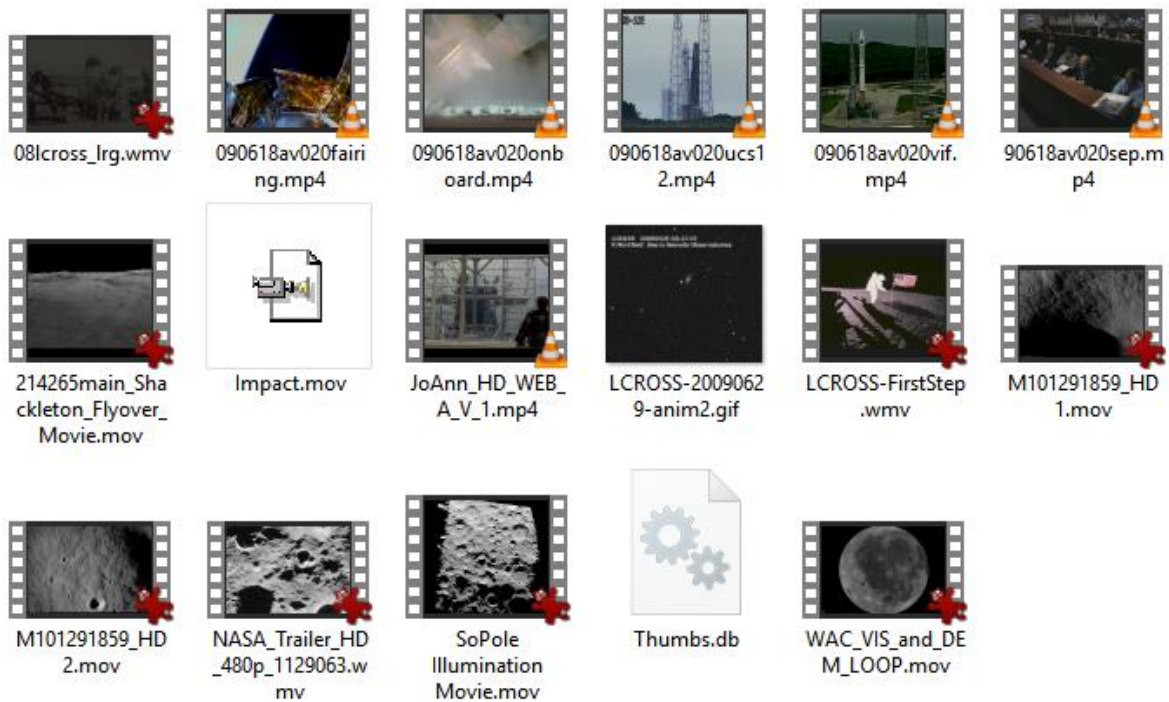 08lcross_lrg.wmv
090618av020fairi
ng.mp4
090618av020onb
oard.mp4
090618av020ucs1
2.mp4
090618av020vif.
mp4
90618av020sep.m
p4
214265main_Sha
ckleton_Flyover_
Movie.mov
Impact.mov
JoAnn_HD_WEB_
A_V_1.mp4
LCROSS-2009062
9-anim2.gif
LCROSS-FirstStep
.wmv
M101291859_HD
1.mov
M101291859_HD
2.mov
NASA_Trailer_HD
_480p_1129063.w
mv
SoPole
Illumination
Movie.mov
Thumbs.db
WAC_VIS_and_DE
M_LOOP.mov